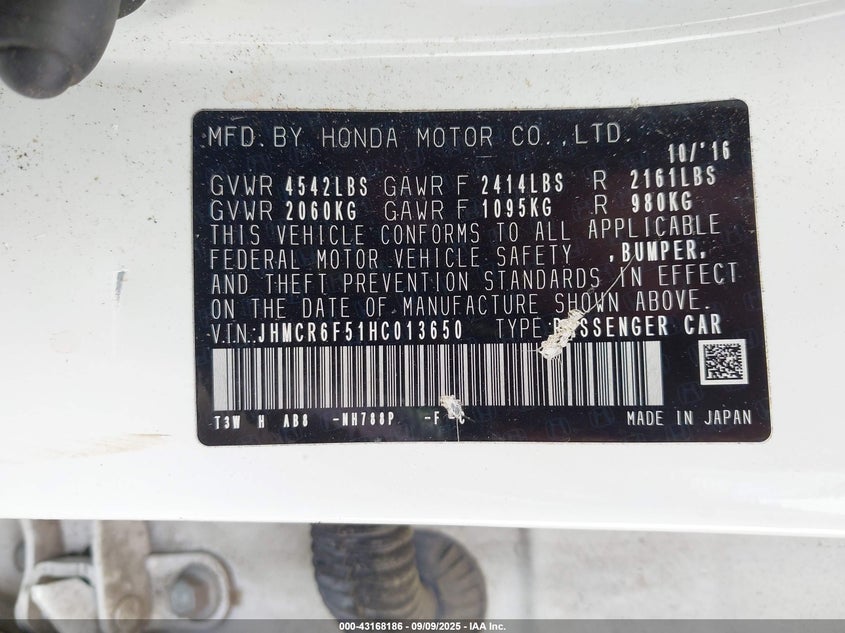 MFD. BY HONDA MOTOR CO.,LTD.
10/'16
GVWR 4542LBS GAWR F 2414LBS R 2161LBS
GVWR 2060KG GAWR F 1095KG R 980KG
THIS VEHICLE CONFORMS TO ALL APPLICABLE
FEDERAL MOTOR VEHICLE SAFETY ,BUMPER,
AND THEFT PREVENTION STANDARDS IN EFFECT
ON THE DATE OF MANUFACTURE SHOWN ABOVE.
V.I.N.:JHMCR6F51HC013650 TYPE:PASSENGER CAR
T3W H AB8 -NH788P -F
MADE IN JAPAN
000-43168186 - 09/09/2025 - IAA Inc.